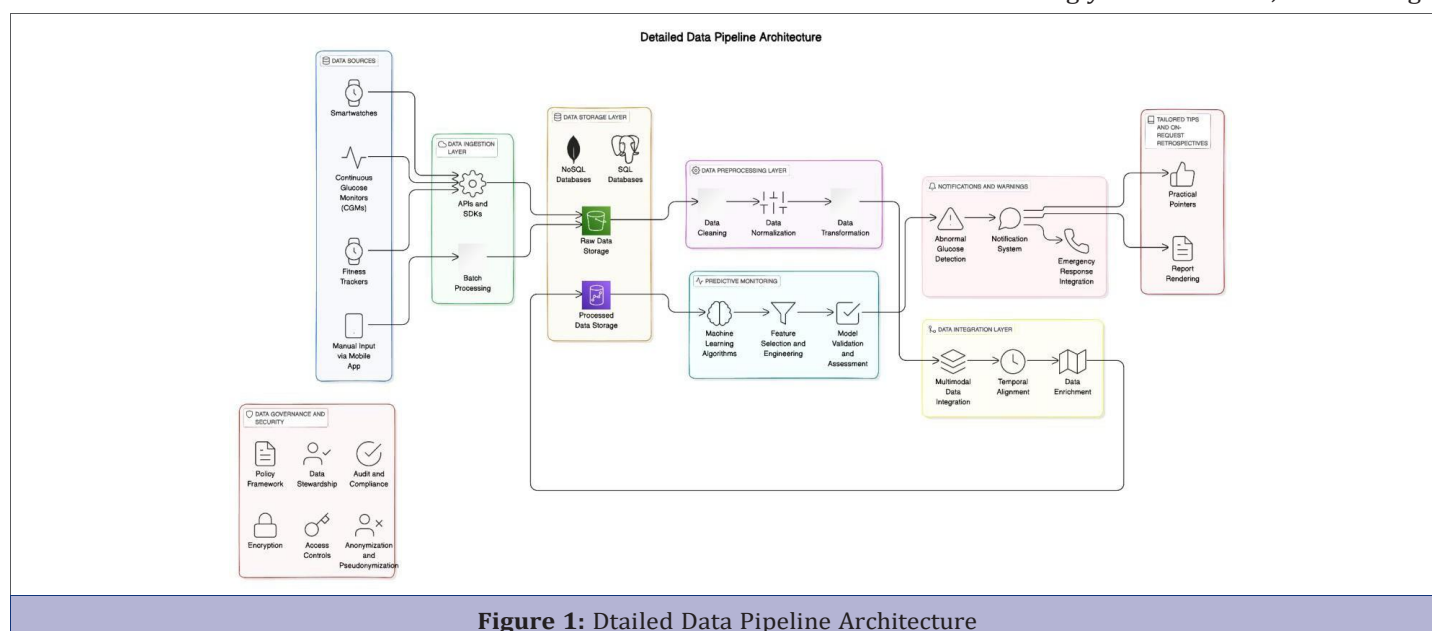 Detailed Data Pipeline Architecture
DATA SOURCES
Smartwatches
Continuous
Glucose
Monitors
(CGMs)
Fitness
Trackers
Manual Input
via Mobile
App
DATA INGESTION
LAYER
APIs and
SDKs
Batch
Processing
DATA STORAGE LAYER
NoSQL
Databases
SQL
Databases
Raw Data
Storage
Processed
Data Storage
DATA PREPROCESSING LAYER
Data
Cleaning
Data
Normalization
Data
Transformation
PREDICTIVE MONITORING
Machine
Learning
Algorithms
Feature
Selection and
Engineering
Model
Validation
and
Assessment
NOTIFICATIONS AND WARNINGS
Abnormal
Glucose
Detection
Notification
System
Emergency
Response
Integration
DATA INTEGRATION LAYER
Multimodal
Data
Integration
Temporal
Alignment
Data
Enrichment
TAILORED TIPS
AND ON-
REQUEST
RETROSPECTIVES
Practical
Pointers
Report
Rendering
DATA GOVERNANCE AND
SECURITY
Policy
Framework
Data
Stewardship
Audit and
Compliance
Encryption
Access
Controls
Anonymization
and
Pseudonymization
Figure 1: Dtailed Data Pipeline Architecture